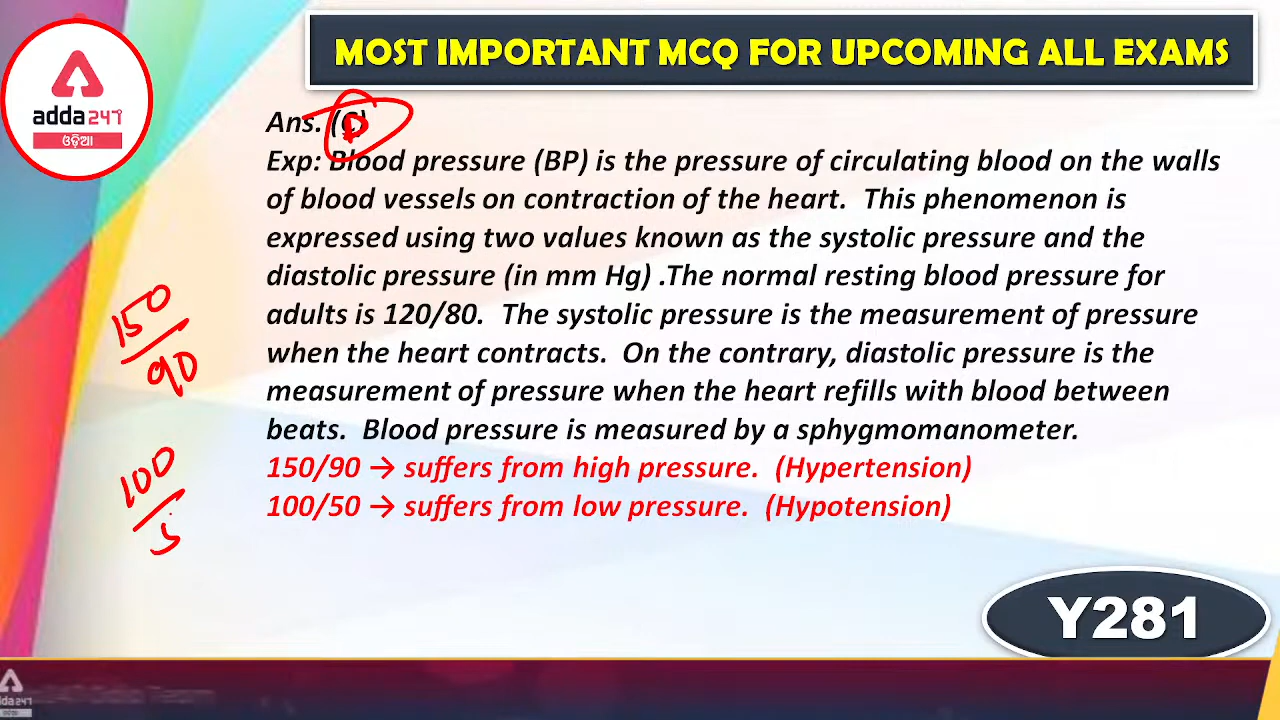 MOST IMPORTANT MCQ FOR UPCOMING ALL EXAMS
adda247
ଓଡ଼ିଆ
Ans. (C)
D
Exp: Blood pressure (BP) is the pressure of circulating blood on the walls
of blood vessels on contraction of the heart. This phenomenon is
expressed using two values known as the systolic pressure and the
diastolic pressure (in mm Hg) .The normal resting blood pressure for
adults is 120/80. The systolic pressure is the measurement of pressure
when the heart contracts. On the contrary, diastolic pressure is the
measurement of pressure when the heart refills with blood between
beats. Blood pressure is measured by a sphygmomanometer.
150/90 → suffers from high pressure. (Hypertension)
100/50 → suffers from low pressure. (Hypotension)
150
90
100
5
Y281
adda247